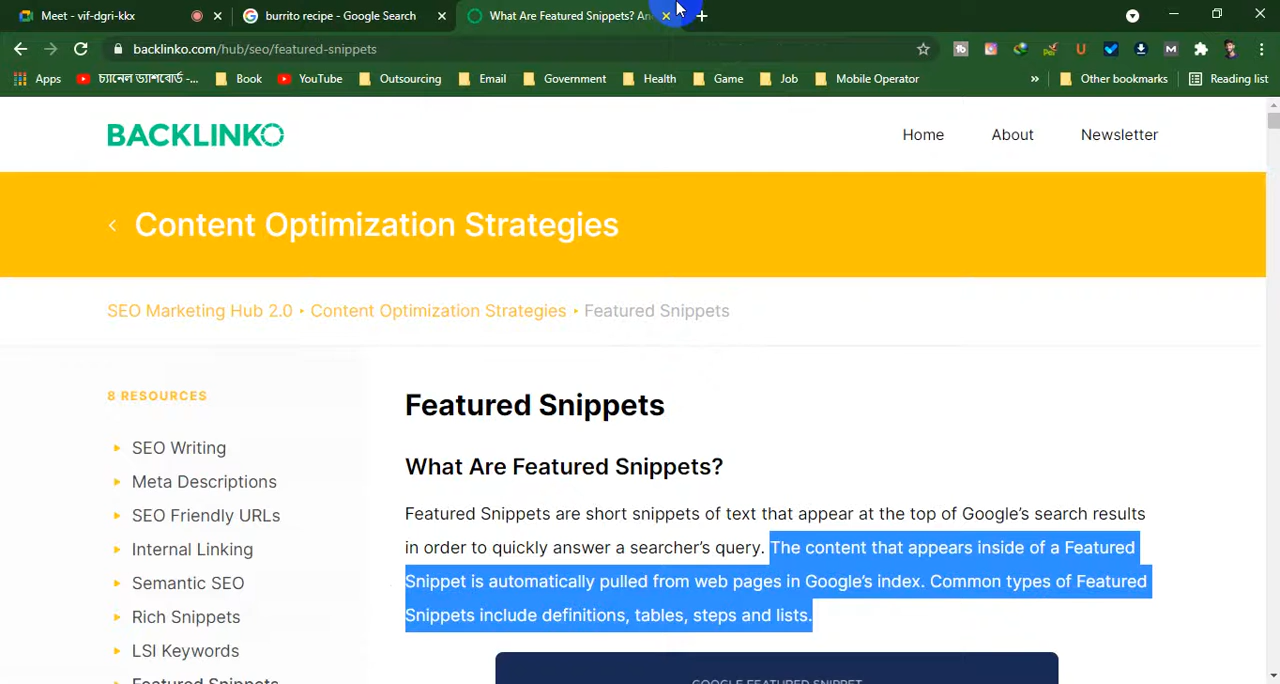 Meet - vif-dgri-kkx
burrito recipe - Google Search
What Are Featured Snippets? An
backlinko.com/hub/seo/featured-snippets
Apps
চ্যানেল ড্যাশবোর্ড -...
Book
YouTube
Outsourcing
Email
Government
Health
Game
Job
Mobile Operator
»
Other bookmarks
Reading list
BACKLINKO
Home
About
Newsletter
Content Optimization Strategies
SEO Marketing Hub 2.0 • Content Optimization Strategies • Featured Snippets
8 RESOURCES
SEO Writing
Meta Descriptions
SEO Friendly URLs
Internal Linking
Semantic SEO
Rich Snippets
LSI Keywords
Featured Snippets
Featured Snippets
What Are Featured Snippets?
Featured Snippets are short snippets of text that appear at the top of Google's search results
in order to quickly answer a searcher's query. The content that appears inside of a Featured
Snippet is automatically pulled from web pages in Google's index. Common types of Featured
Snippets include definitions, tables, steps and lists.
GOOGLE FEATURED SNIPPET